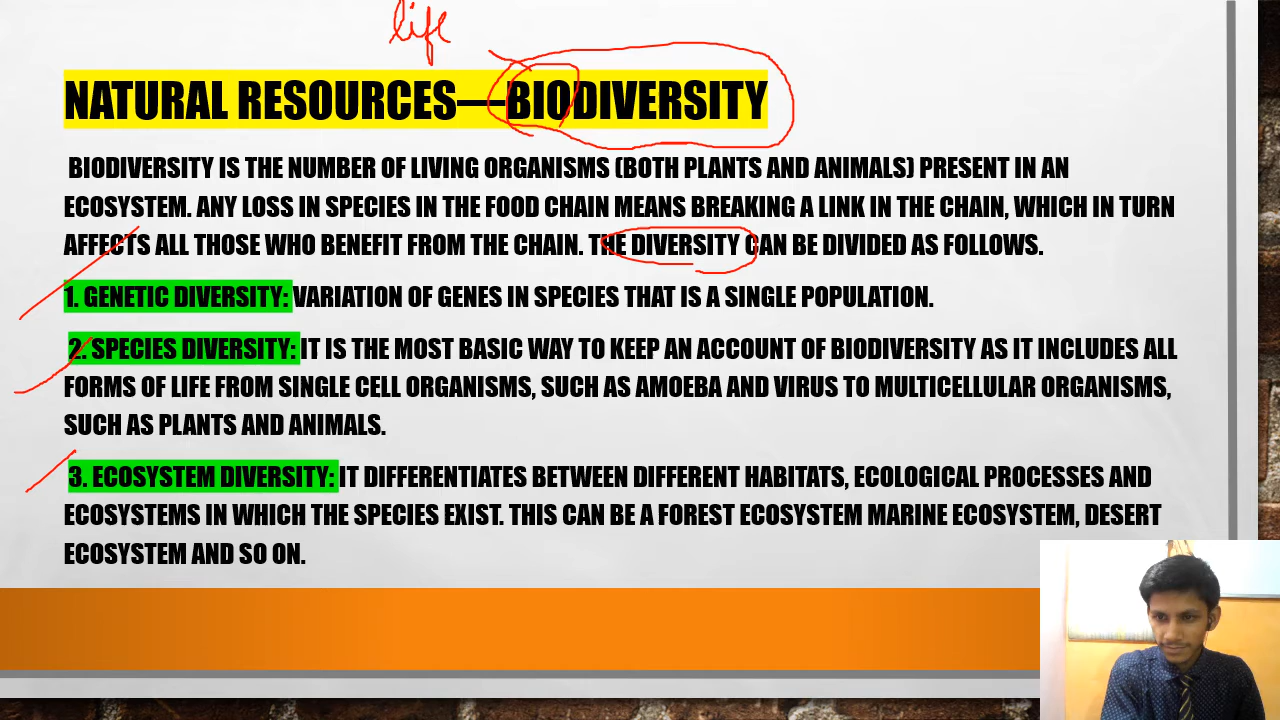 life
NATURAL RESOURCES—BIODIVERSITY
BIODIVERSITY IS THE NUMBER OF LIVING ORGANISMS (BOTH PLANTS AND ANIMALS) PRESENT IN AN
ECOSYSTEM. ANY LOSS IN SPECIES IN THE FOOD CHAIN MEANS BREAKING A LINK IN THE CHAIN, WHICH IN TURN
AFFECTS ALL THOSE WHO BENEFIT FROM THE CHAIN. THE DIVERSITY CAN BE DIVIDED AS FOLLOWS.
1. GENETIC DIVERSITY: VARIATION OF GENES IN SPECIES THAT IS A SINGLE POPULATION.
2. SPECIES DIVERSITY: IT IS THE MOST BASIC WAY TO KEEP AN ACCOUNT OF BIODIVERSITY AS IT INCLUDES ALL
FORMS OF LIFE FROM SINGLE CELL ORGANISMS, SUCH AS AMOEBA AND VIRUS TO MULTICELLULAR ORGANISMS,
SUCH AS PLANTS AND ANIMALS.
3. ECOSYSTEM DIVERSITY: IT DIFFERENTIATES BETWEEN DIFFERENT HABITATS, ECOLOGICAL PROCESSES AND
ECOSYSTEMS IN WHICH THE SPECIES EXIST. THIS CAN BE A FOREST ECOSYSTEM MARINE ECOSYSTEM, DESERT
ECOSYSTEM AND SO ON.